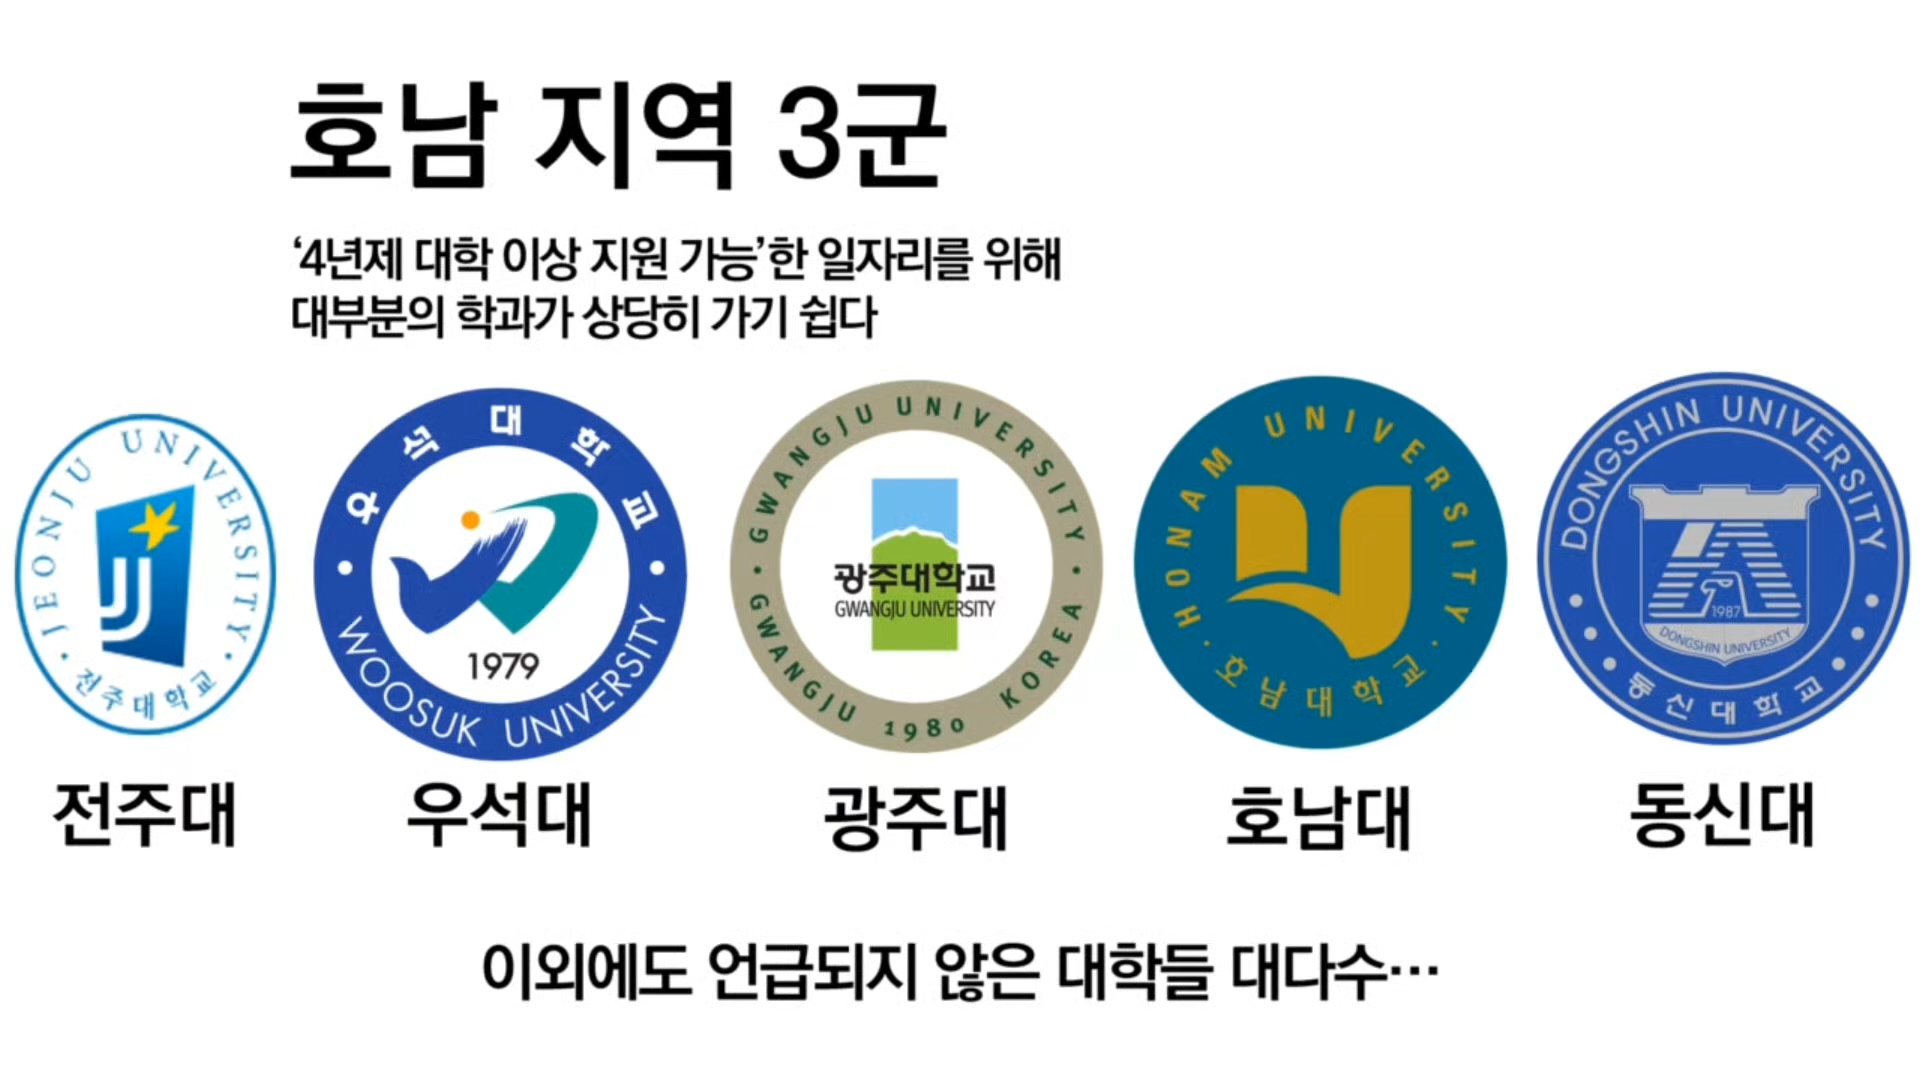 호남 지역 3군
‘4년제 대학 이상 지원 가능’한 일자리를 위해
대부분의 학과가 상당히 가기 쉽다
JEONJU UNIVERSITY
전주대학교
우석대학교
1979
WOOSUK UNIVERSITY
GWANGJU UNIVERSITY
광주대학교
GWANGJU UNIVERSITY
GWANGJU 1980 KOREA
HONAM UNIVERSITY
호남대학교
DONGSHIN UNIVERSITY
1987
DONGSHIN UNIVERSITY
동신대학교
전주대
우석대
광주대
호남대
동신대
이외에도 언급되지 않은 대학들 대다수…